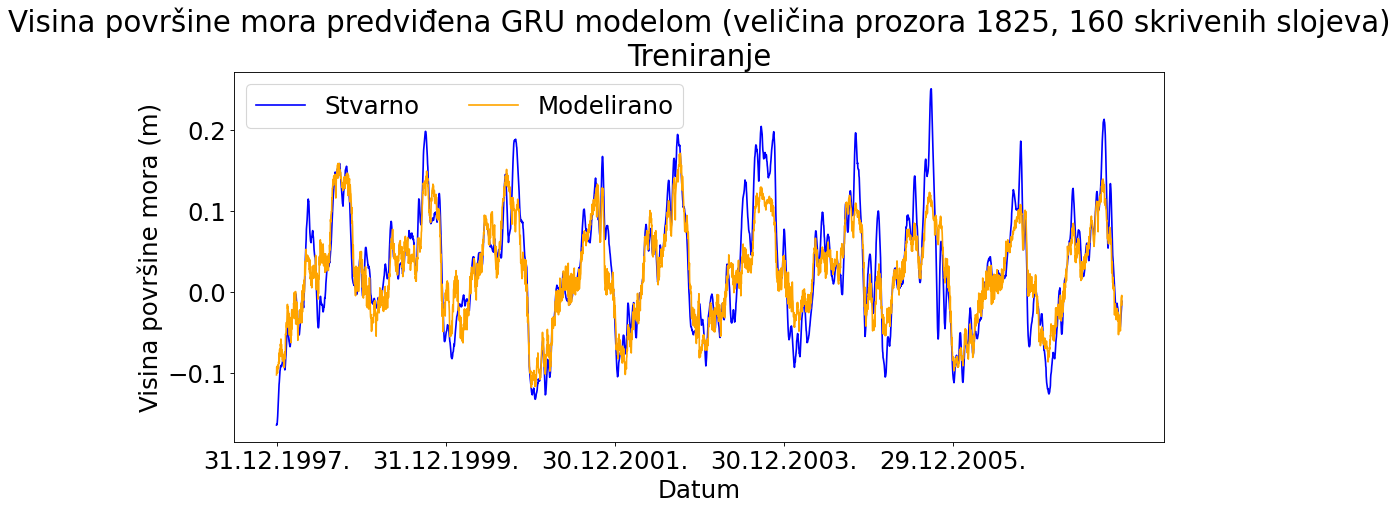 Visina površine mora predviđena GRU modelom (veličina prozora 1825, 160 skrivenih slojeva)
Treniranje
Stvarno Modelirano
Visina površine mora (m)
0.2
0.1
0.0
−0.1
31.12.1997. 31.12.1999. 30.12.2001. 30.12.2003. 29.12.2005.
Datum